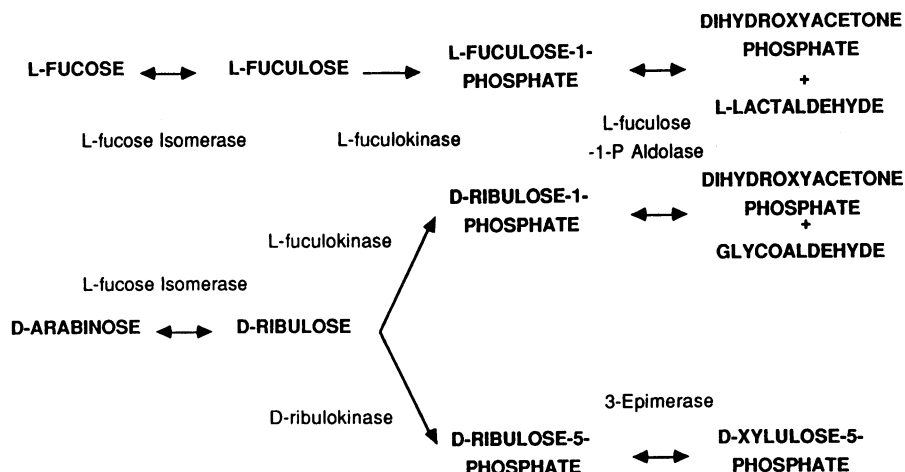 DIHYDROXYACETONE
PHOSPHATE
+
L-LACTALDEHYDE
L-FUCOSE
L-FUCULOSE
L-FUCULOSE-1-
PHOSPHATE
L-fucose Isomerase
L-fuculokinase
L-fuculose
-1-P Aldolase
DIHYDROXYACETONE
PHOSPHATE
+
GLYCOALDEHYDE
D-RIBULOSE-1-
PHOSPHATE
L-fuculokinase
L-fucose Isomerase
D-ARABINOSE
D-RIBULOSE
D-ribulokinase
3-Epimerase
D-RIBULOSE-5-
PHOSPHATE
D-XYLULOSE-5-
PHOSPHATE